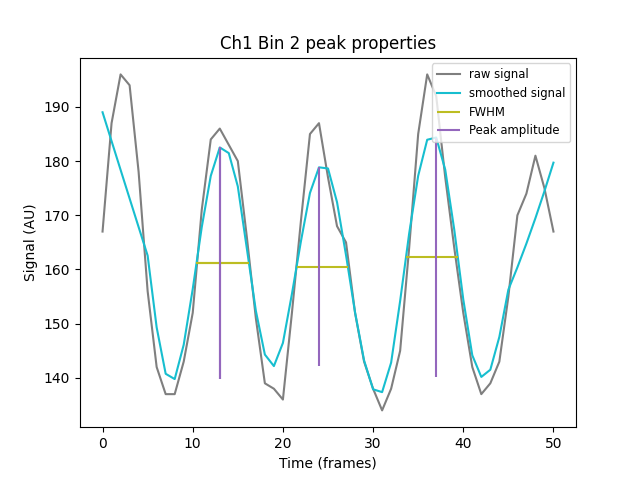 Ch1 Bin 2 peak properties
raw signal
smoothed signal
FWHM
Peak amplitude
Signal (AU)
190
180
170
160
150
140
0 10 20 30 40 50
Time (frames)